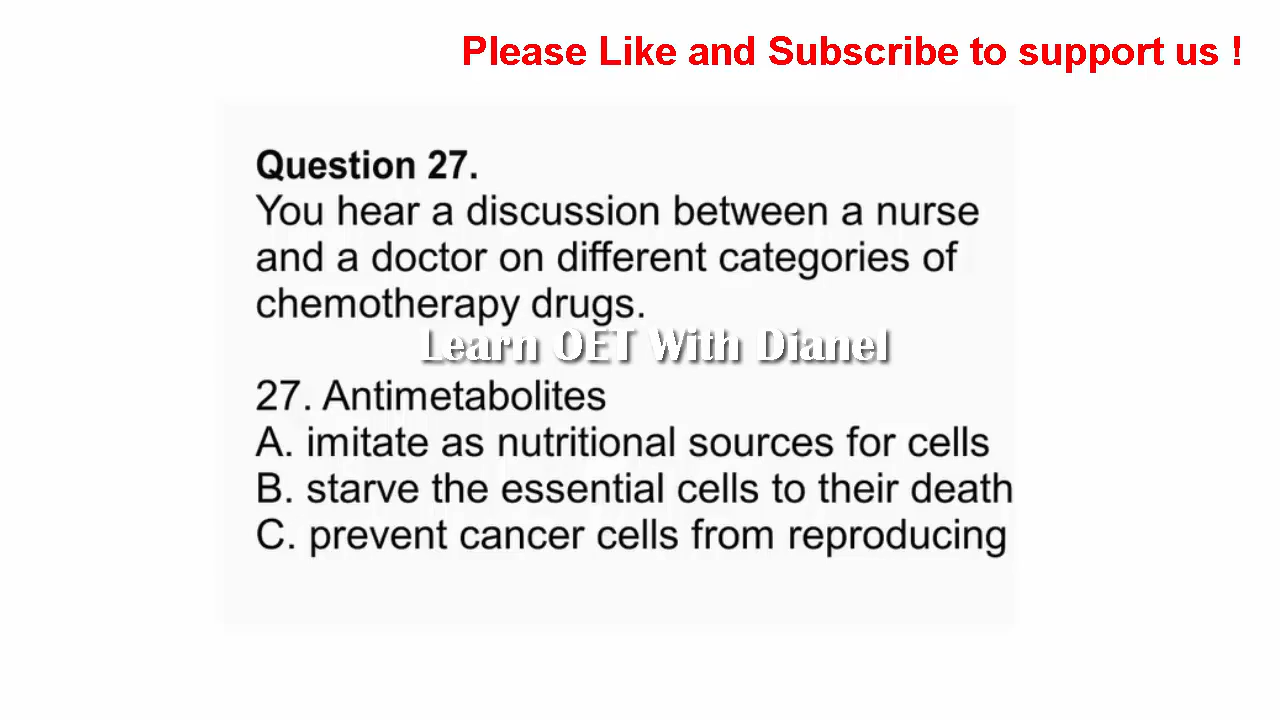 Please Like and Subscribe to support us !
Question 27.
You hear a discussion between a nurse
and a doctor on different categories of
chemotherapy drugs.
Learn OET With Dianel
27. Antimetabolites
A. imitate as nutritional sources for cells
B. starve the essential cells to their death
C. prevent cancer cells from reproducing